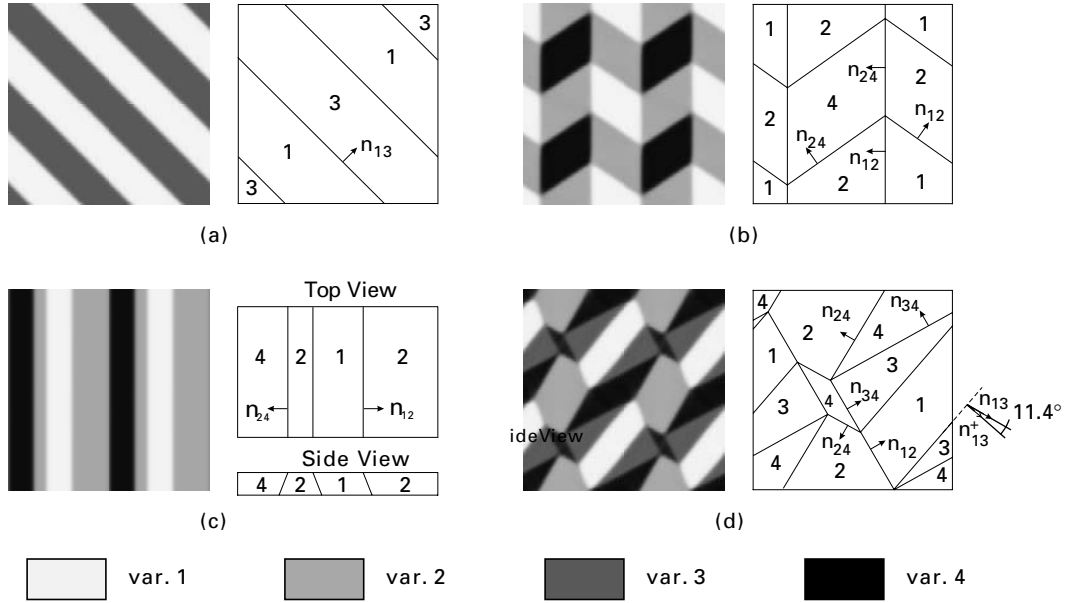 3
1
3
1
n13
3
(a)
1 2 1
n24
2
4
2
n24
n12
n12
1 2 1
(b)
Top View
4 2 1 2
n24
n12
Side View
4 2 1 2
(c)
4
n24
n34
2
4
1
3
4
n34
3
1
n13
11.4°
n13+
n24
n12
3
4
2
4
ideView
(d)
var. 1 var. 2 var. 3 var. 4